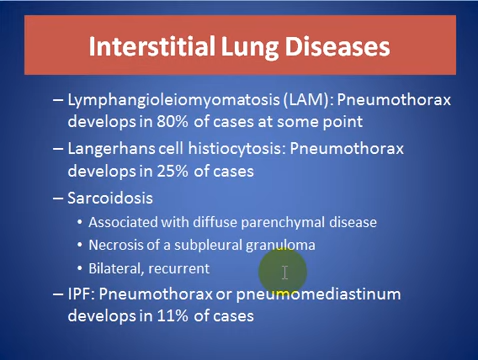 Interstitial Lung Diseases
– Lymphangioleiomyomatosis (LAM): Pneumothorax
develops in 80% of cases at some point
– Langerhans cell histiocytosis: Pneumothorax
develops in 25% of cases
– Sarcoidosis
• Associated with diffuse parenchymal disease
• Necrosis of a subpleural granuloma
• Bilateral, recurrent
– IPF: Pneumothorax or pneumomediastinum
develops in 11% of cases